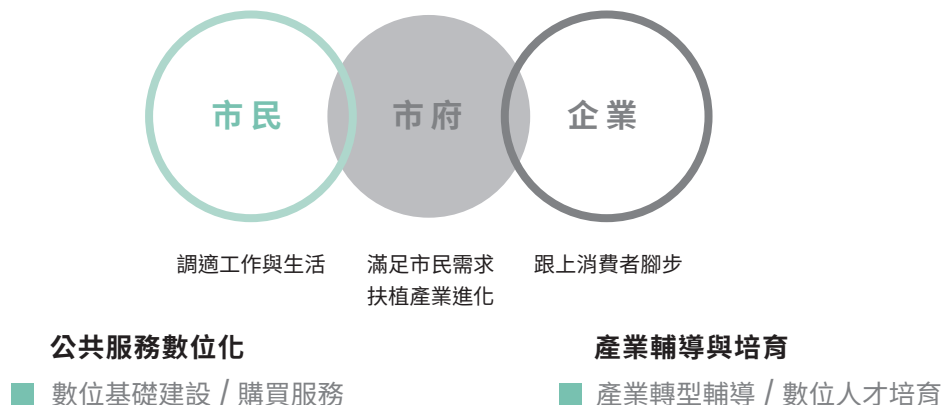 市民 市府 企業
調適工作與生活 滿足市民需求 跟上消費者腳步
扶植產業進化
公共服務數位化 產業輔導與培育
數位基礎建設 / 購買服務 產業轉型輔導 / 數位人才培育